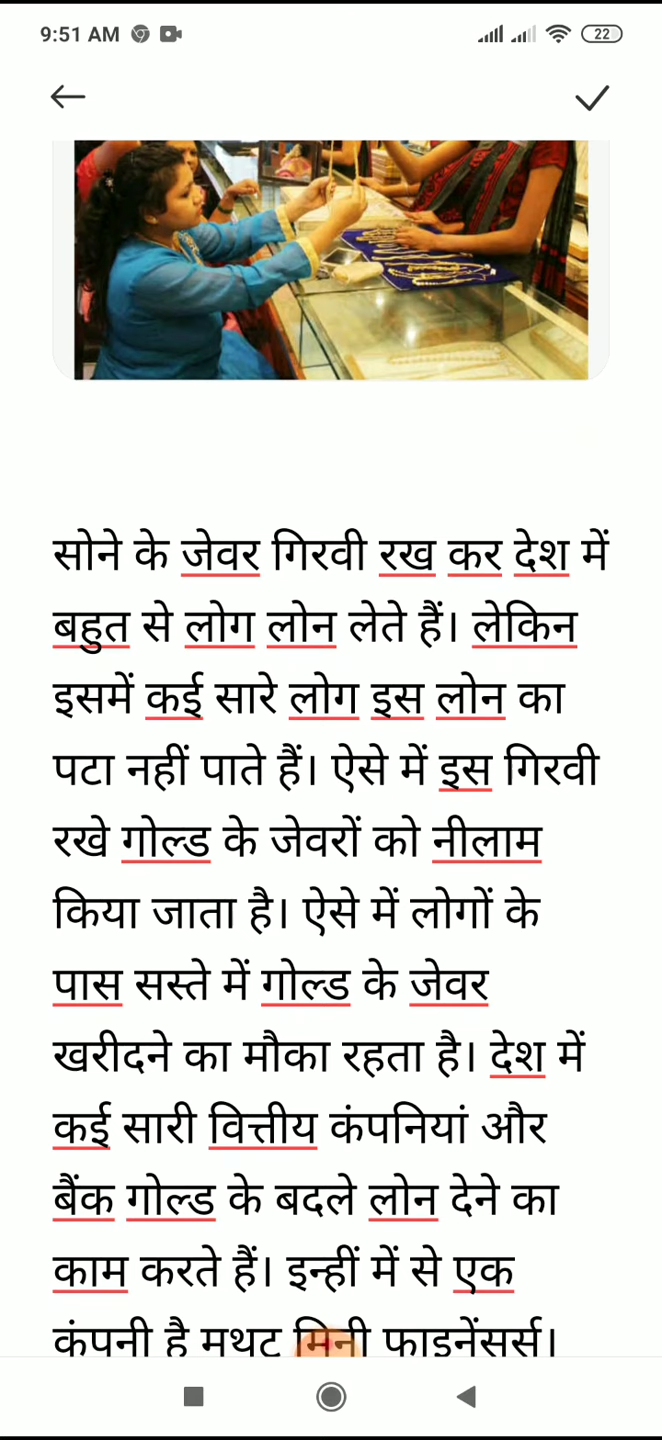 9:51 AM
22
सोने के जेवर गिरवी रख कर देश में
बहुत से लोग लोन लेते हैं। लेकिन
इसमें कई सारे लोग इस लोन का
पटा नहीं पाते हैं। ऐसे में इस गिरवी
रखे गोल्ड के जेवरों को नीलाम
किया जाता है। ऐसे में लोगों के
पास सस्ते में गोल्ड के जेवर
खरीदने का मौका रहता है। देश में
कई सारी वित्तीय कंपनियां और
बैंक गोल्ड के बदले लोन देने का
काम करते हैं। इन्हीं में से एक
कंपनी है मथट मिनी फाइनेंसर्स।